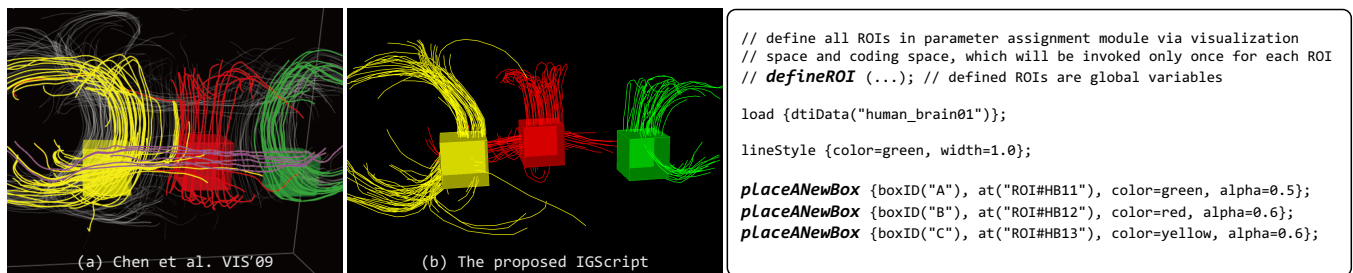 (a) Chen et al. VIS'09
(b) The proposed IGScript
// define all ROIs in parameter assignment module via visualization
// space and coding space, which will be invoked only once for each ROI
// defineROI (...); // defined ROIs are global variables
load {dtiData("human_brain01")};
lineStyle {color=green, width=1.0};
placeANewBox {boxID("A"), at("ROI#HB11"), color=green, alpha=0.5};
placeANewBox {boxID("B"), at("ROI#HB12"), color=red, alpha=0.6};
placeANewBox {boxID("C"), at("ROI#HB13"), color=yellow, alpha=0.6};